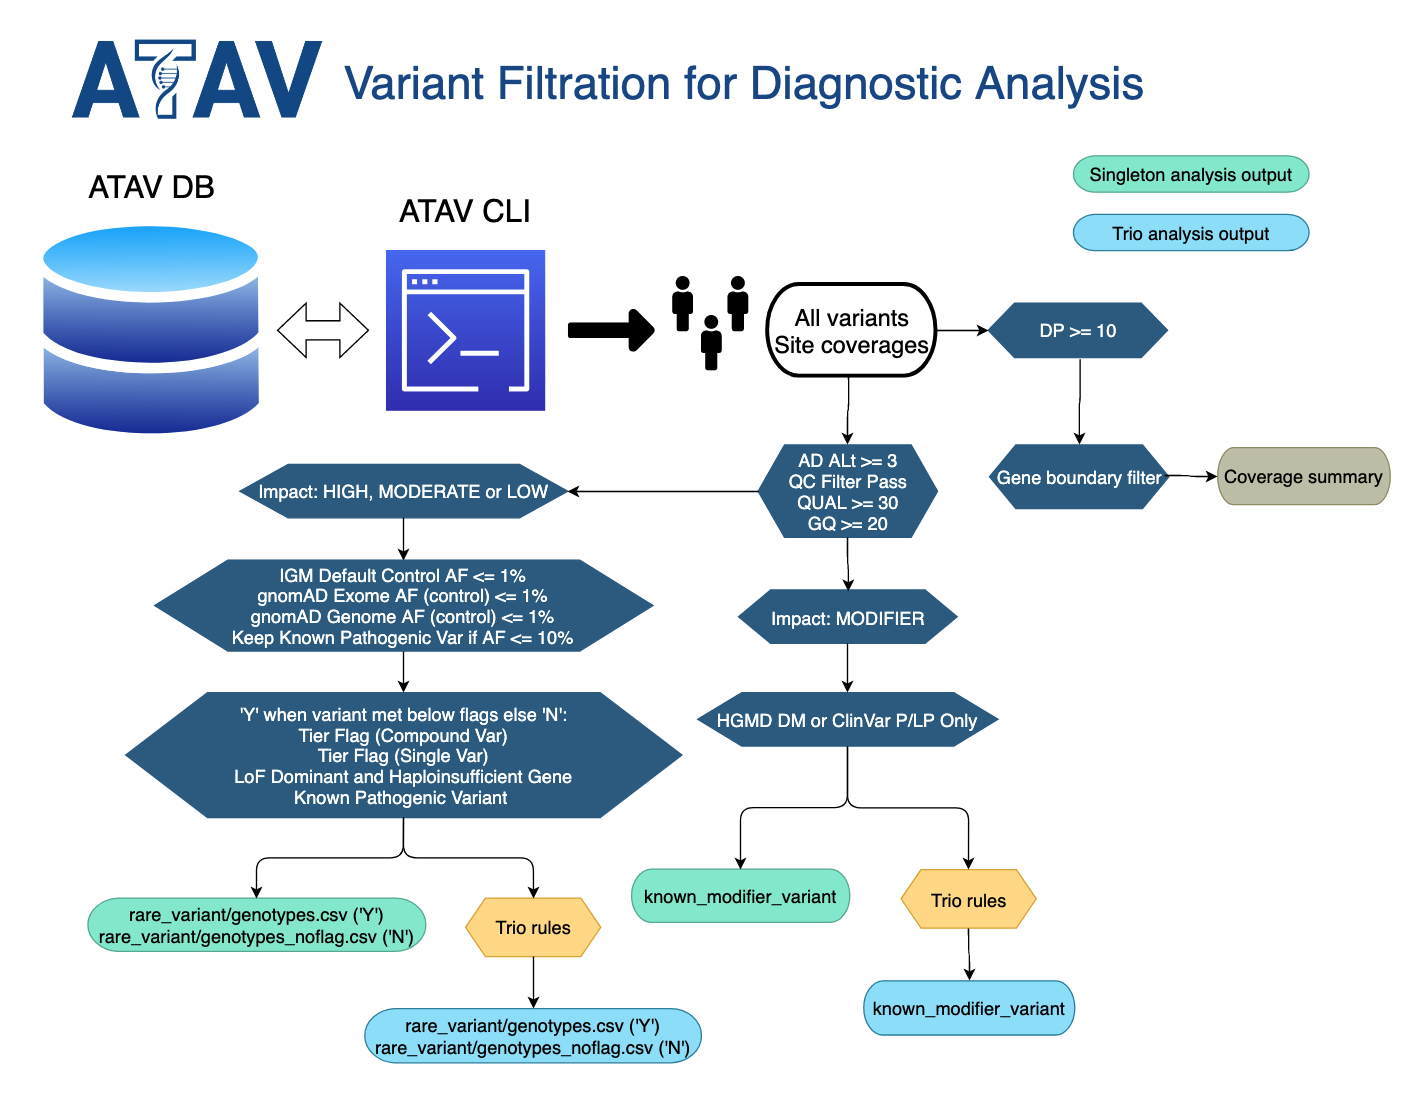 ATAV Variant Filtration for Diagnostic Analysis
Singleton analysis output
Trio analysis output
ATAV DB
ATAV CLI
All variants
Site coverages
DP >= 10
AD ALt >= 3
QC Filter Pass
QUAL >= 30
GQ >= 20
Gene boundary filter
Coverage summary
Impact: HIGH, MODERATE or LOW
IGM Default Control AF <= 1%
gnomAD Exome AF (control) <= 1%
gnomAD Genome AF (control) <= 1%
Keep Known Pathogenic Var if AF <= 10%
Impact: MODIFIER
'Y' when variant met below flags else 'N':
Tier Flag (Compound Var)
Tier Flag (Single Var)
LoF Dominant and Haploinsufficient Gene
Known Pathogenic Variant
HGMD DM or ClinVar P/LP Only
rare_variant/genotypes.csv ('Y')
rare_variant/genotypes_noflag.csv ('N')
Trio rules
known_modifier_variant
Trio rules
rare_variant/genotypes.csv ('Y')
rare_variant/genotypes_noflag.csv ('N')
known_modifier_variant